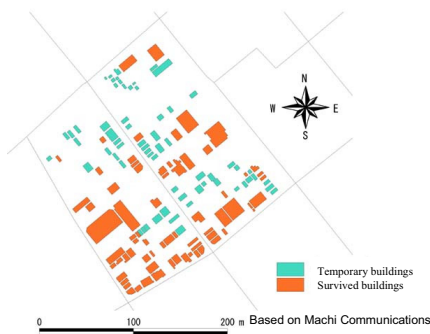 N
W E
S
Temporary buildings
Survived buildings
0 100 200 m Based on Machi Communications